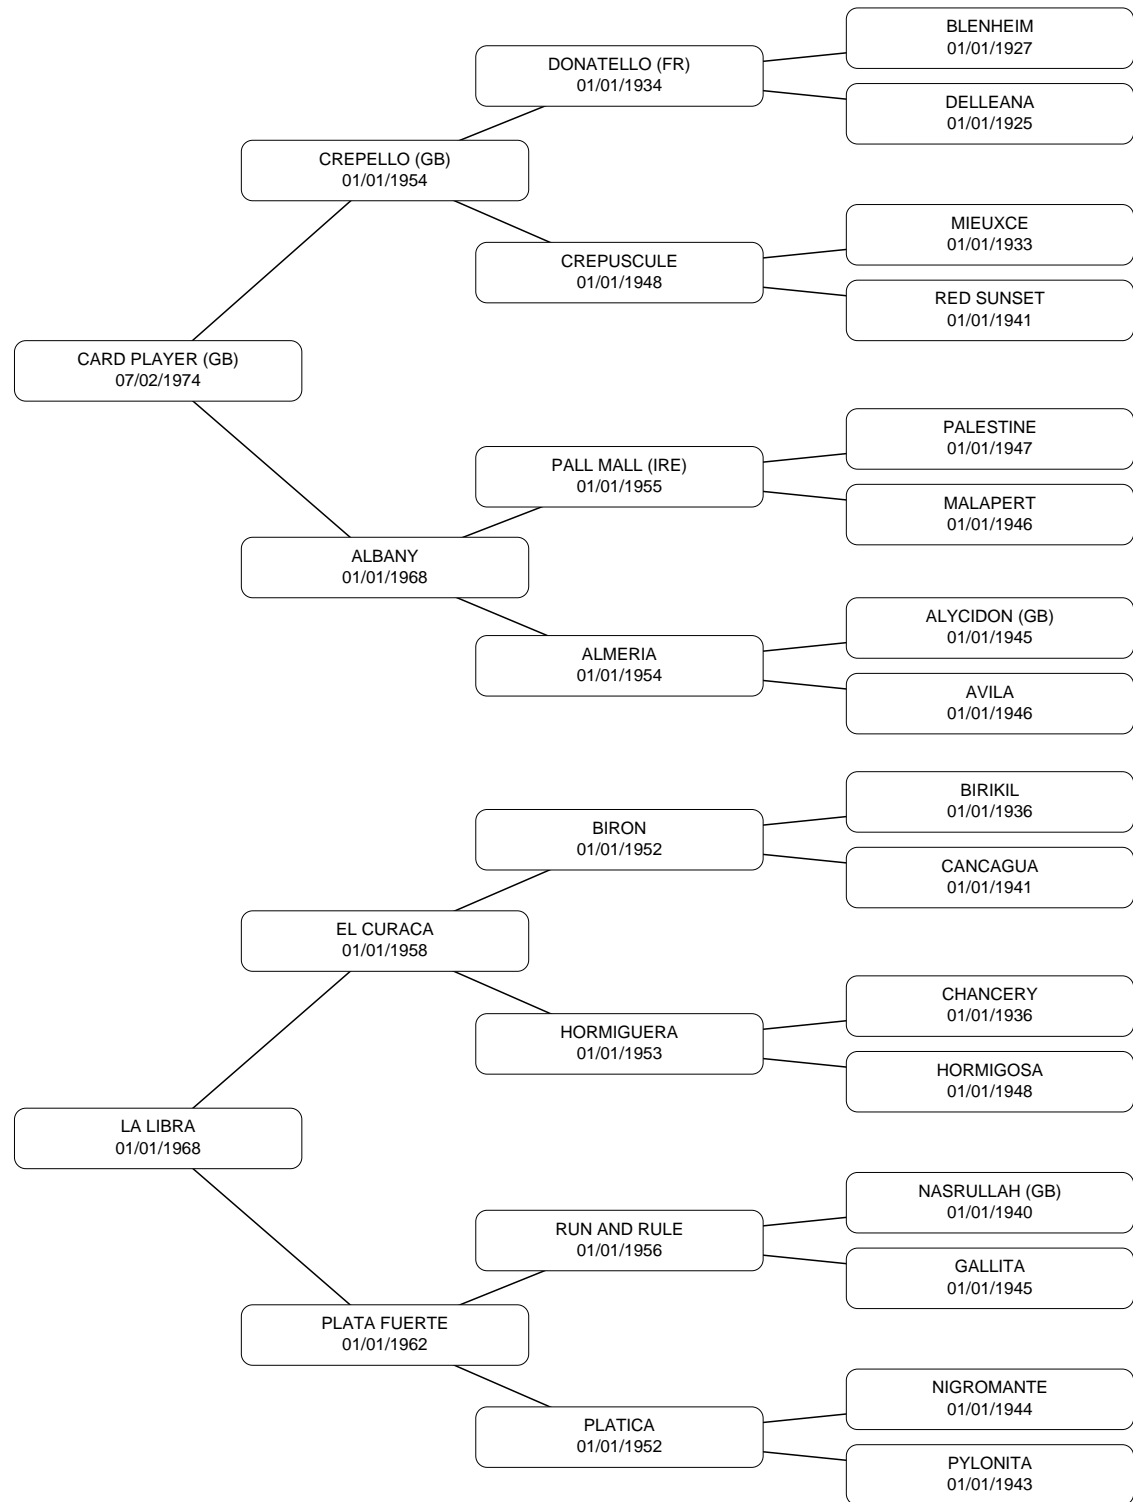 BLENHEIM
01/01/1927
DONATELLO (FR)
01/01/1934
DELLEANA
01/01/1925
CREPELLO (GB)
01/01/1954
MIEUXCE
01/01/1933
CREPUSCULE
01/01/1948
RED SUNSET
01/01/1941
CARD PLAYER (GB)
07/02/1974
PALESTINE
01/01/1947
PALL MALL (IRE)
01/01/1955
MALAPERT
01/01/1946
ALBANY
01/01/1968
ALYCIDON (GB)
01/01/1945
ALMERIA
01/01/1954
AVILA
01/01/1946
BIRIKIL
01/01/1936
BIRON
01/01/1952
CANCAGUA
01/01/1941
EL CURACA
01/01/1958
CHANCERY
01/01/1936
HORMIGUERA
01/01/1953
HORMIGOSA
01/01/1948
LA LIBRA
01/01/1968
NASRULLAH (GB)
01/01/1940
RUN AND RULE
01/01/1956
GALLITA
01/01/1945
PLATA FUERTE
01/01/1962
NIGROMANTE
01/01/1944
PLATICA
01/01/1952
PYLONITA
01/01/1943